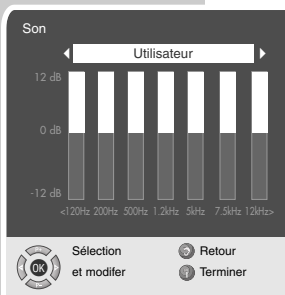 Son
Utilisateur
12 dB
0 dB
-12 dB
<120Hz 200Hz 500Hz 1.2kHz 5kHz 7.5kHz 12kHz>
OK
Sélection
et modifer
Retour
Terminer